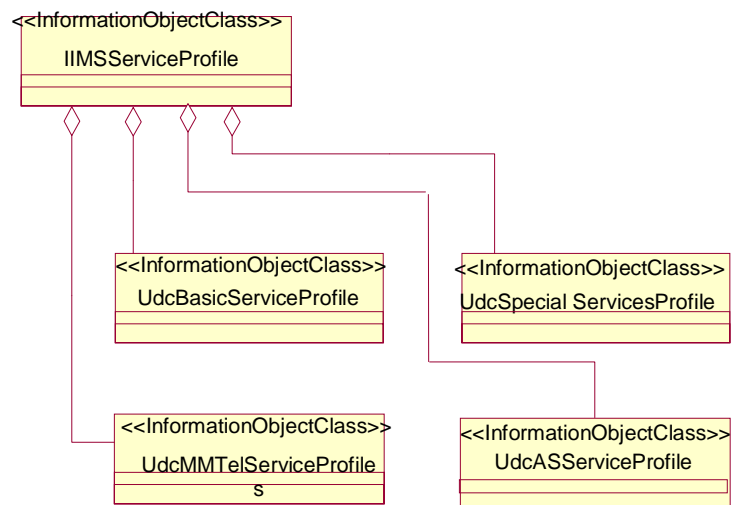 <<InformationObjectClass>>
IIMSServiceProfile
<<InformationObjectClass>>
UdcBasicServiceProfile
<<InformationObjectClass>>
UdcSpecial ServicesProfile
<<InformationObjectClass>>
UdcMMTelServiceProfile
s
<<InformationObjectClass>>
UdcASServiceProfile